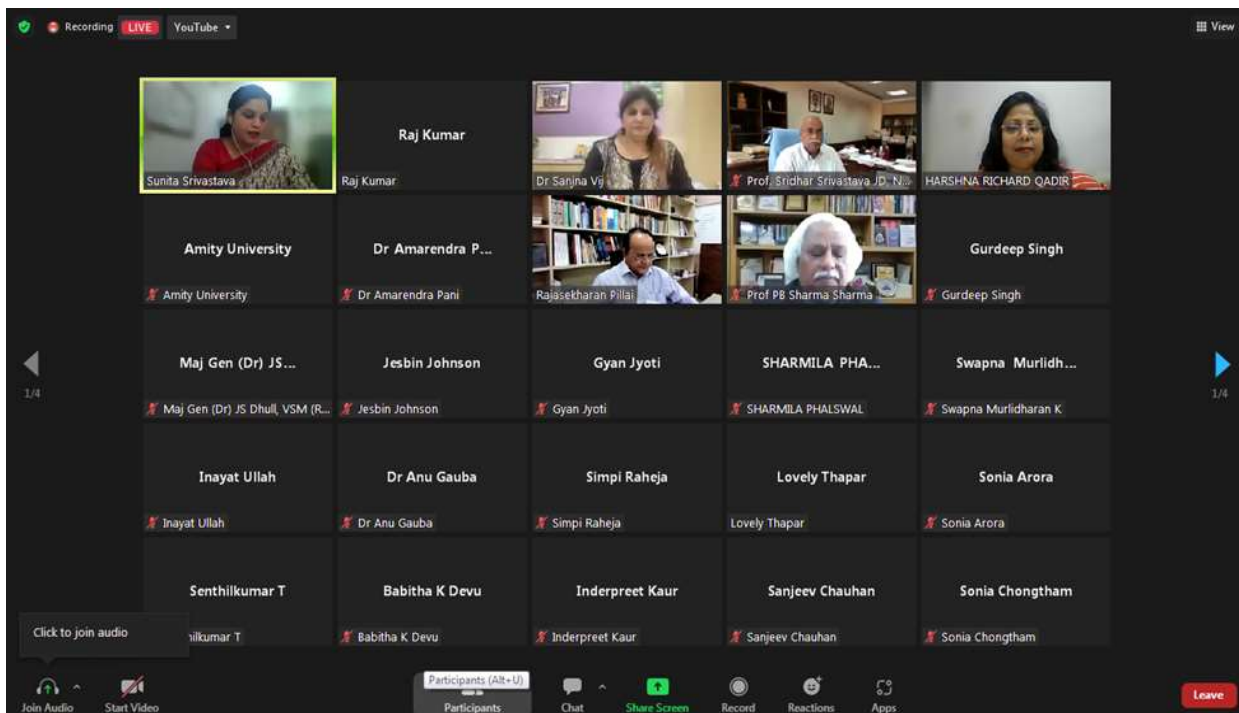 Recording LIVE YouTube
View
Sunita Srivastava
Raj Kumar
Raj Kumar
Dr Sanjna Vij
Prof. Sridhar Srivastava JD, N...
HARSHNA RICHARD QADIR
Amity University
Amity University
Dr Amarendra P...
Dr Amarendra Pani
Rajasekharan Pillai
Prof PB Sharma Sharma
Gurdeep Singh
Gurdeep Singh
Maj Gen (Dr) JS...
Maj Gen (Dr) JS Dhull, VSM (R...
Jesbin Johnson
Jesbin Johnson
Gyan Jyoti
Gyan Jyoti
SHARMILA PHA...
SHARMILA PHALSWAL
Swapna Murlidh...
Swapna Murlidharan K
1/4
1/4
Inayat Ullah
Inayat Ullah
Dr Anu Gauba
Dr Anu Gauba
Simpi Raheja
Simpi Raheja
Lovely Thapar
Lovely Thapar
Sonia Arora
Sonia Arora
Senthilkumar T
hilkumar T
Babitha K Devu
Babitha K Devu
Inderpreet Kaur
Inderpreet Kaur
Sanjeev Chauhan
Sanjeev Chauhan
Sonia Chongtham
Sonia Chongtham
Click to join audio
Participants (Alt+U)
Join Audio
Start Video
Participants
Chat
Share Screen
Record
Reactions
Apps
Leave